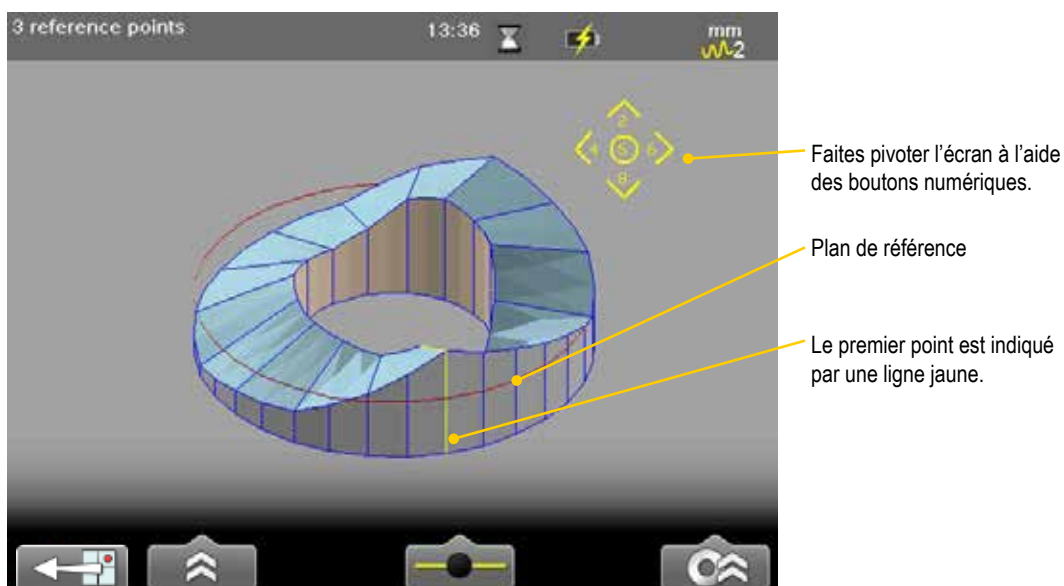 3 reference points
13:36
mm
2
2
4 5 6
8
Faites pivoter l’écran à l’aide
des boutons numériques.
Plan de référence
Le premier point est indiqué
par une ligne jaune.